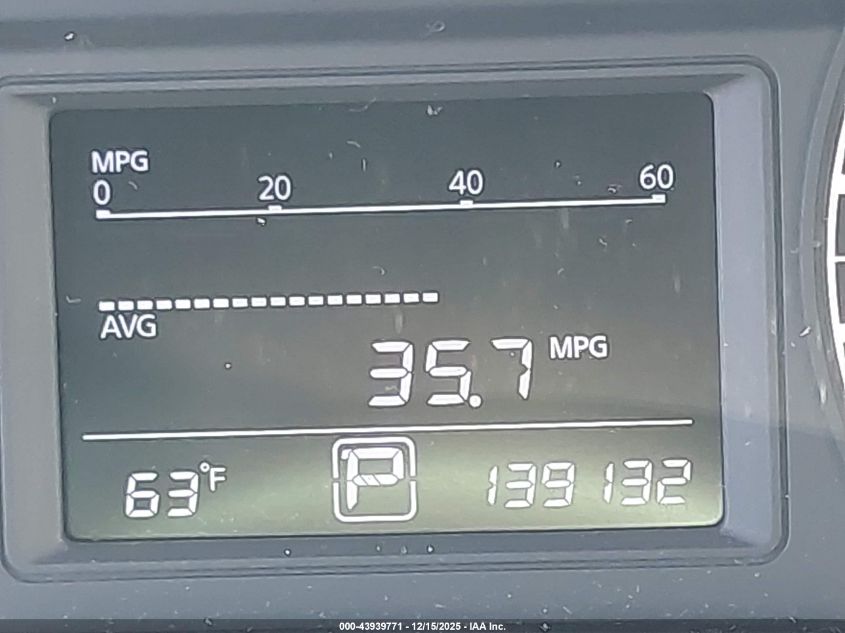 MPG
0 20 40 60
AVG
35.7 MPG
63°F P 139132
000-43939771 - 12/15/2025 - IAA Inc.